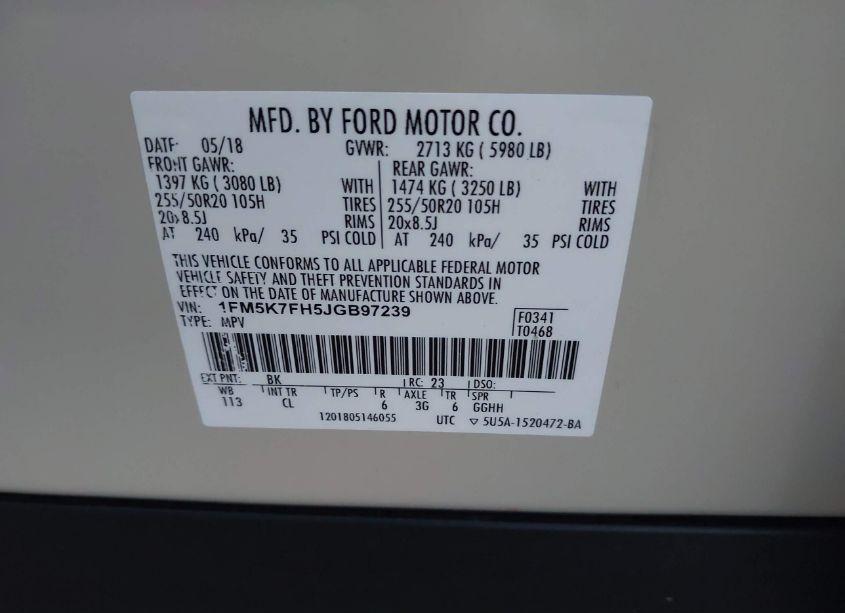 MFD. BY FORD MOTOR CO.
DATE: 05/18 GVWR: 2713 KG ( 5980 LB)
FRONT GAWR: REAR GAWR:
1397 KG ( 3080 LB) WITH 1474 KG ( 3250 LB) WITH
255/50R20 105H TIRES 255/50R20 105H TIRES
20x8.5J RIMS 20x8.5J RIMS
AT 240 kPa/ 35 PSI COLD AT 240 kPa/ 35 PSI COLD
THIS VEHICLE CONFORMS TO ALL APPLICABLE FEDERAL MOTOR
VEHICLE SAFETY AND THEFT PREVENTION STANDARDS IN
EFFECT ON THE DATE OF MANUFACTURE SHOWN ABOVE.
VIN: 1FM5K7FH5JGB97239 F0341
TYPE: MPV T0468
EXT PNT: BK RC: 23 DSO:
WB INT TR TP/PS R AXLE TR SPR
113 CL 6 3G 6 GGHH
1201805146055 UTC ▽ 5U5A-1520472-BA